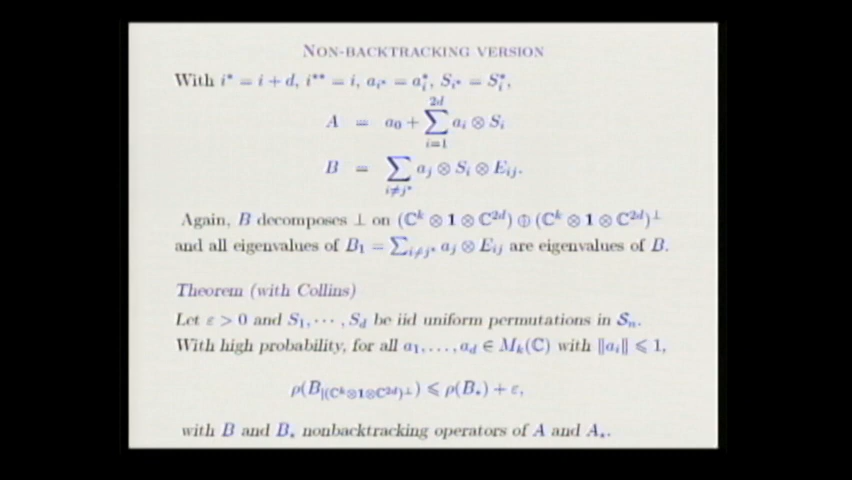 NON-BACKTRACKING VERSION
With i* = i + d, i** = i, a_{i*} = a_i^*, S_{i*} = S_i^*,
A = a_0 + \sum_{i=1}^{2d} a_i ⊗ S_i
B = \sum_{i≠j*} a_j ⊗ S_i ⊗ E_{ij}.
Again, B decomposes ⊥ on (ℂ^k ⊗ 1 ⊗ ℂ^{2d}) ⊕ (ℂ^k ⊗ 1 ⊗ ℂ^{2d})^⊥
and all eigenvalues of B_1 = \sum_{i≠j*} a_j ⊗ E_{ij} are eigenvalues of B.
Theorem (with Collins)
Let ε > 0 and S_1, ⋯ , S_d be iid uniform permutations in 𝒮_n.
With high probability, for all a_1, . . . , a_d ∈ M_k(ℂ) with ‖a_i‖ ⩽ 1,
ρ(B_{|(ℂ^k⊗1⊗ℂ^{2d})^⊥}) ⩽ ρ(B_⋆) + ε,
with B and B_⋆ nonbacktracking operators of A and A_⋆.